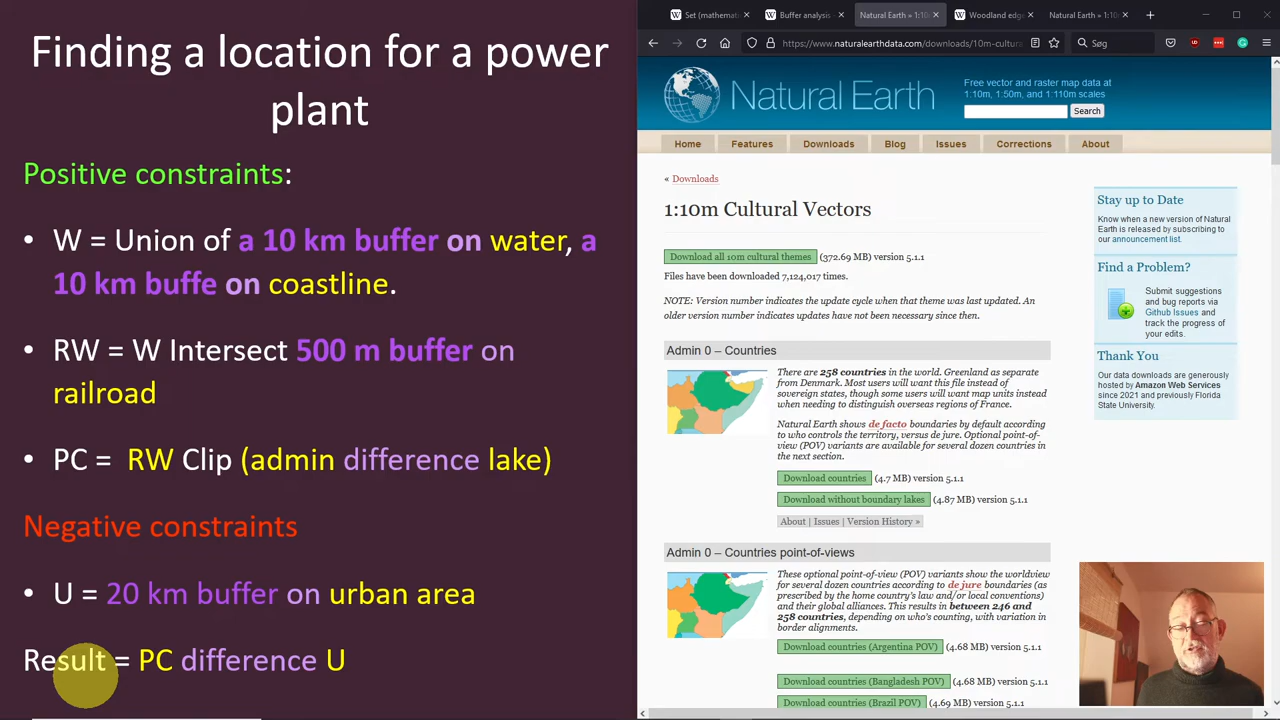 Finding a location for a power
plant
Positive constraints:
• W = Union of a 10 km buffer on water, a
10 km buffe on coastline.
• RW = W Intersect 500 m buffer on
railroad
• PC = RW Clip (admin difference lake)
Negative constraints
• U = 20 km buffer on urban area
Result = PC difference U
Set (mathemat
Buffer analysis
Natural Earth » 1:10
Woodland edge
Natural Earth » 1:10
https://www.naturalearthdata.com/downloads/10m-cultura
Søg
Natural Earth
Free vector and raster map data at
1:10m, 1:50m, and 1:110m scales
Search
Home Features Downloads Blog Issues Corrections About
« Downloads
1:10m Cultural Vectors
Download all 10m cultural themes (372.69 MB) version 5.1.1
Files have been downloaded 7,124,017 times.
NOTE: Version number indicates the update cycle when that theme was last updated. An
older version number indicates updates have not been necessary since then.
Admin 0 – Countries
There are 258 countries in the world. Greenland as separate
from Denmark. Most users will want this file instead of
sovereign states, though some users will want map units instead
when needing to distinguish overseas regions of France.
Natural Earth shows de facto boundaries by default according
to who controls the territory, versus de jure. Optional point-of-
view (POV) variants are available for several dozen countries in
the next section.
Download countries (4.7 MB) version 5.1.1
Download without boundary lakes (4.87 MB) version 5.1.1
About | Issues | Version History »
Admin 0 – Countries point-of-views
These optional point-of-view (POV) variants show the worldview
for several dozen countries according to de jure boundaries (as
prescribed by the home country's law and/or local conventions)
and their global alliances. This results in between 246 and
258 countries, depending on who's counting, with variation in
border alignments.
Download countries (Argentina POV) (4.68 MB) version 5.1.1
Download countries (Bangladesh POV) (4.68 MB) version 5.1.1
Download countries (Brazil POV) (4.69 MB) version 5.1.1
Stay up to Date
Know when a new version of Natural
Earth is released by subscribing to
our announcement list.
Find a Problem?
Submit suggestions
and bug reports via
Github Issues and
track the progress of
your edits.
Thank You
Our data downloads are generously
hosted by Amazon Web Services
since 2021 and previously Florida
State University.